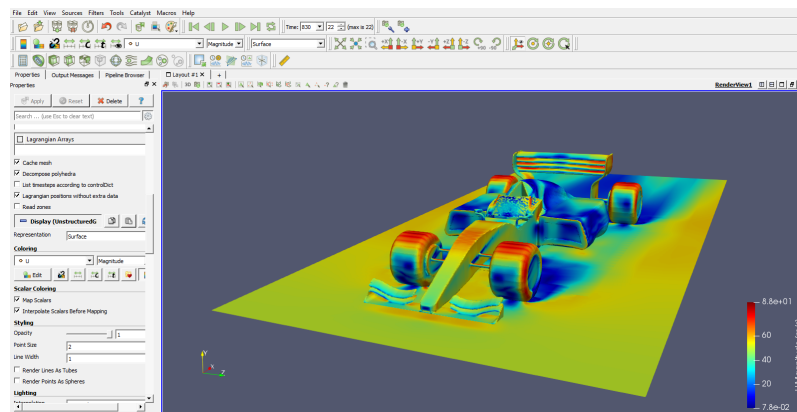 File Edit View Sources Filters Tools Catalyst Macros Help
Time: 830 22 (max is 22)
U Magnitude Surface
Properties Output Messages Pipeline Browser Layout #1 × +
Properties
3D
RenderView1
Apply Reset Delete ?
Search ... (use Esc to clear text)
Lagrangian Arrays
Cache mesh
Decompose polyhedra
List timesteps according to controlDict
Lagrangian positions without extra data
Read zones
Display (UnstructuredG
Representation Surface
Coloring
U Magnitude
Edit
Scalar Coloring
Map Scalars
Interpolate Scalars Before Mapping
Styling
Opacity 1
Point Size 2
Line Width 1
Render Lines As Tubes
Render Points As Spheres
Lighting
Y
X
Z
8.8e+01
60
40
20
7.8e-02